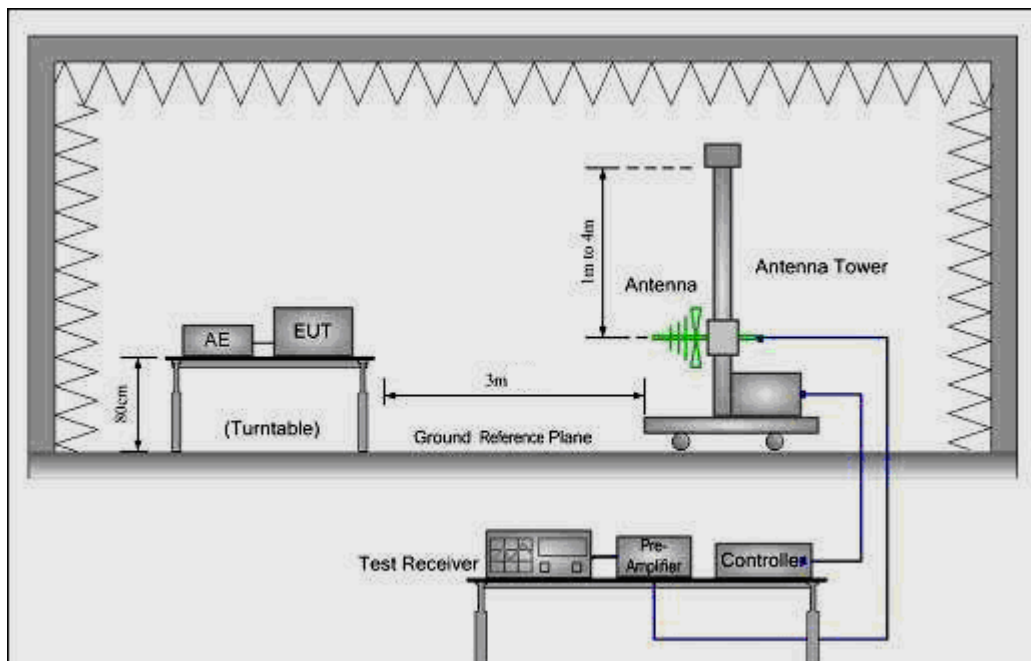 1m to 4m
Antenna Tower
Antenna
AE
EUT
80cm
3m
(Turntable)
Ground Reference Plane
Test Receiver
Pre-
Amplifier
Controller